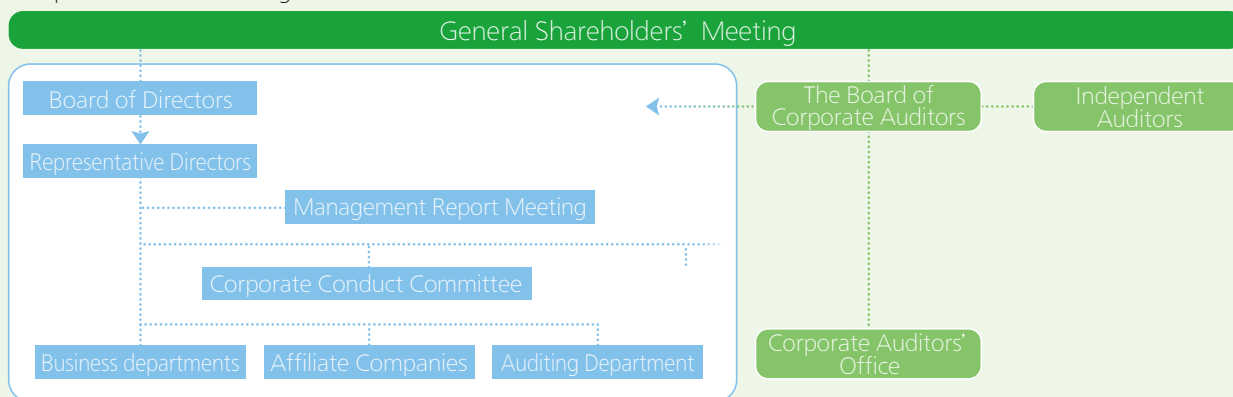 General Shareholders’ Meeting
Board of Directors
The Board of
Corporate Auditors
Independent
Auditors
Representative Directors
Management Report Meeting
Corporate Conduct Committee
Business departments
Affiliate Companies
Auditing Department
Corporate Auditors’
Office